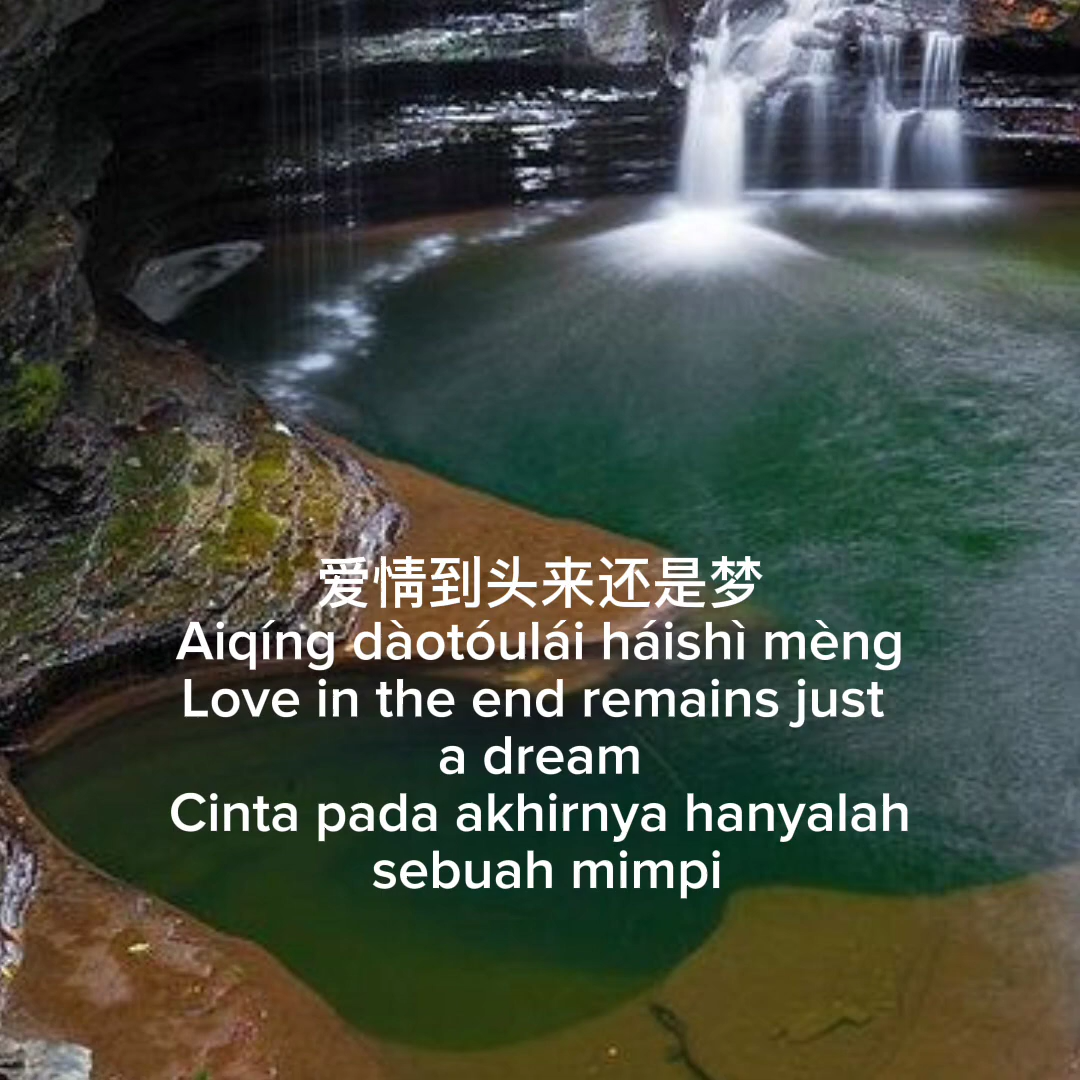 爱情到头来还是梦
Aiqíng dàotóulái háishì mèng
Love in the end remains just
a dream
Cinta pada akhirnya hanyalah
sebuah mimpi